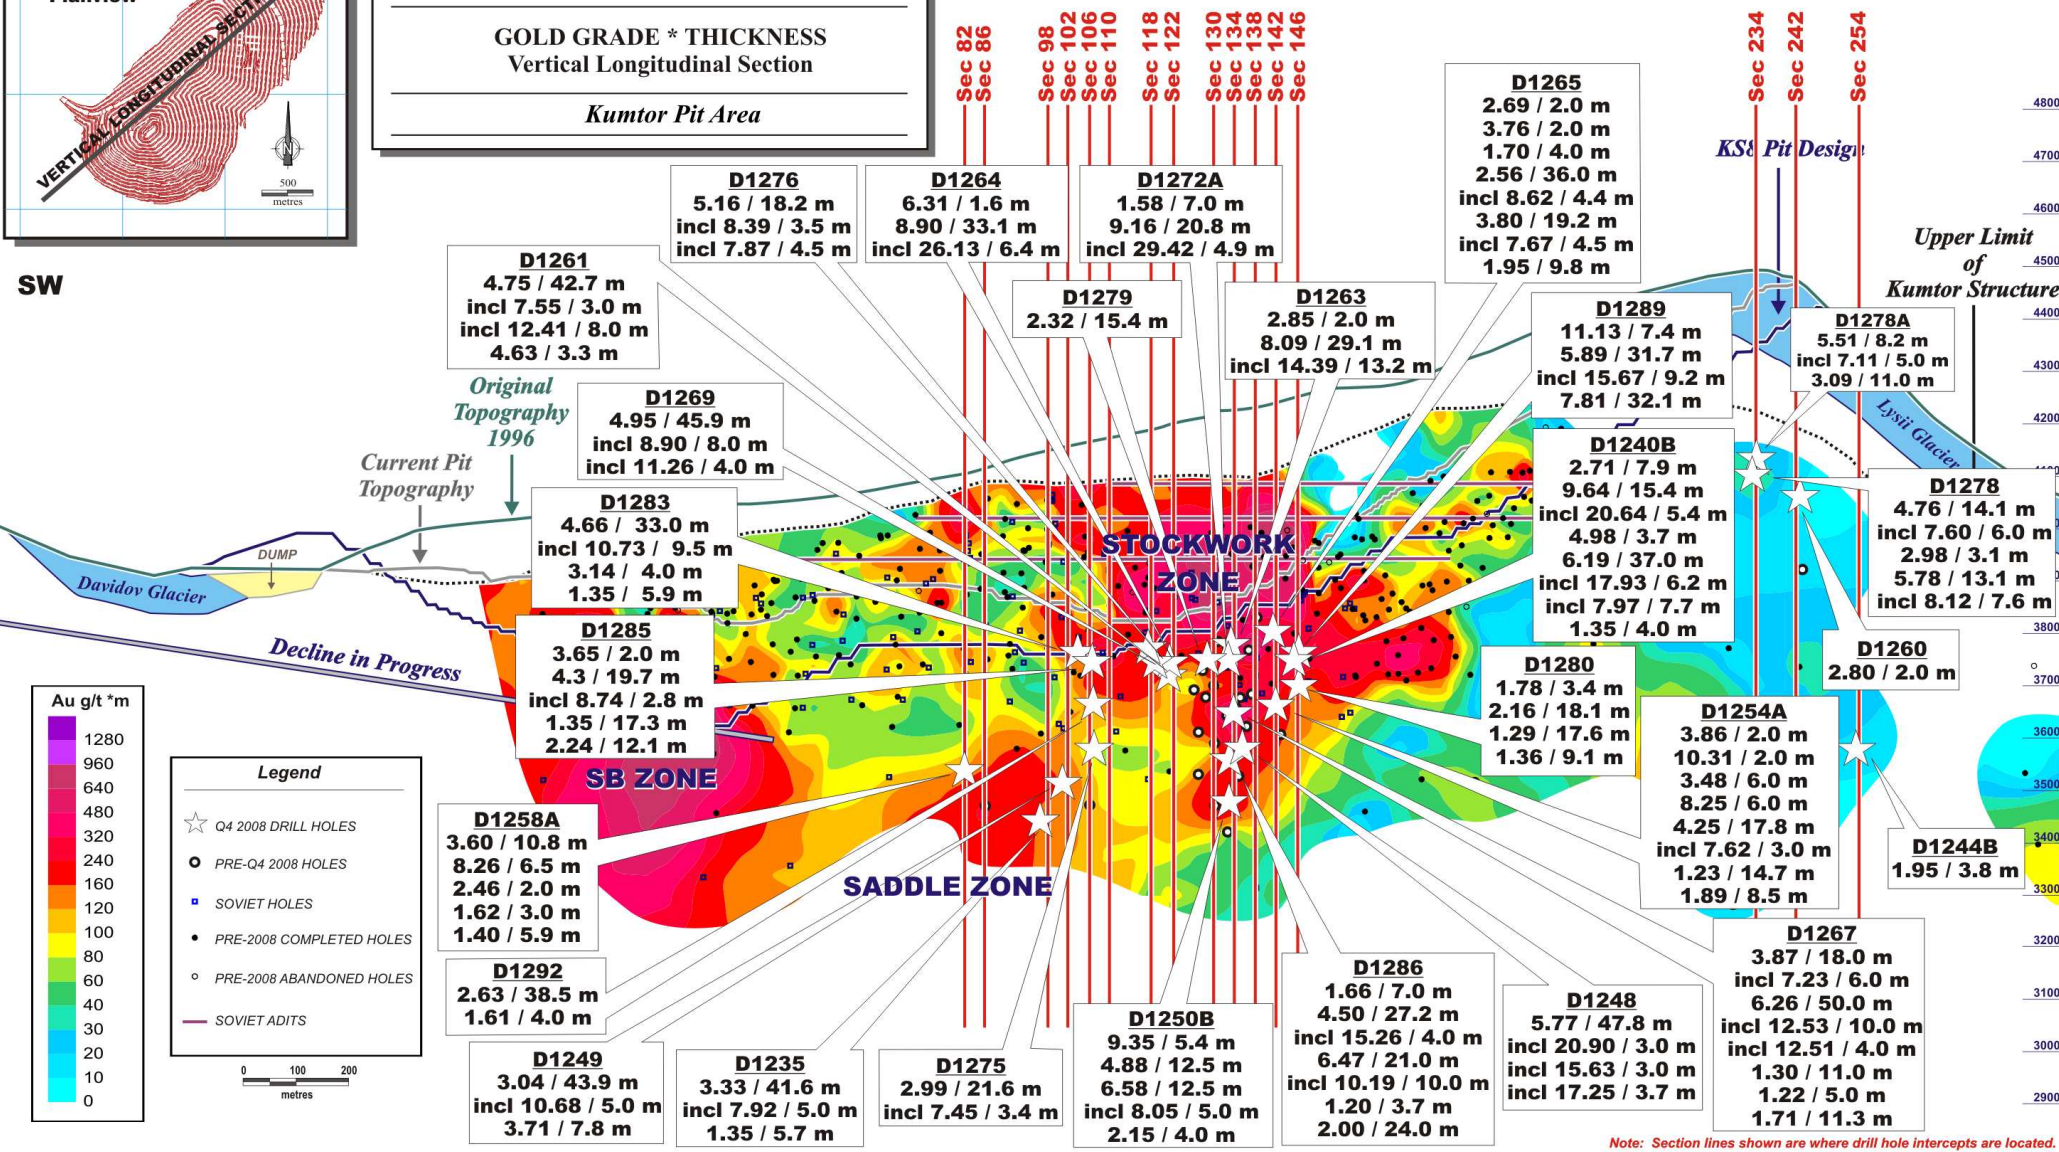 VERTICAL LONGITUDINAL SECTI
N
500
metres
GOLD GRADE * THICKNESS
Vertical Longitudinal Section
Kumtor Pit Area
SW
Sec 82
Sec 86
Sec 98
Sec 102
Sec 106
Sec 110
Sec 118
Sec 122
Sec 130
Sec 134
Sec 138
Sec 142
Sec 146
Sec 234
Sec 242
Sec 254
D1276
5.16 / 18.2 m
incl 8.39 / 3.5 m
incl 7.87 / 4.5 m
D1264
6.31 / 1.6 m
8.90 / 33.1 m
incl 26.13 / 6.4 m
D1272A
1.58 / 7.0 m
9.16 / 20.8 m
incl 29.42 / 4.9 m
D1265
2.69 / 2.0 m
3.76 / 2.0 m
1.70 / 4.0 m
2.56 / 36.0 m
incl 8.62 / 4.4 m
3.80 / 19.2 m
incl 7.67 / 4.5 m
1.95 / 9.8 m
KS8 Pit Design
Upper Limit
of
Kumtor Structure
D1261
4.75 / 42.7 m
incl 7.55 / 3.0 m
incl 12.41 / 8.0 m
4.63 / 3.3 m
D1279
2.32 / 15.4 m
D1263
2.85 / 2.0 m
8.09 / 29.1 m
incl 14.39 / 13.2 m
D1289
11.13 / 7.4 m
5.89 / 31.7 m
incl 15.67 / 9.2 m
7.81 / 32.1 m
D1278A
5.51 / 8.2 m
incl 7.11 / 5.0 m
3.09 / 11.0 m
Original
Topography
1996
D1269
4.95 / 45.9 m
incl 8.90 / 8.0 m
incl 11.26 / 4.0 m
Current Pit
Topography
Lysii Glacier
D1240B
2.71 / 7.9 m
9.64 / 15.4 m
incl 20.64 / 5.4 m
4.98 / 3.7 m
6.19 / 37.0 m
incl 17.93 / 6.2 m
incl 7.97 / 7.7 m
1.35 / 4.0 m
D1278
4.76 / 14.1 m
incl 7.60 / 6.0 m
2.98 / 3.1 m
5.78 / 13.1 m
incl 8.12 / 7.6 m
D1283
4.66 / 33.0 m
incl 10.73 / 9.5 m
3.14 / 4.0 m
1.35 / 5.9 m
STOCKWORK
ZONE
DUMP
Davidov Glacier
Decline in Progress
D1285
3.65 / 2.0 m
4.3 / 19.7 m
incl 8.74 / 2.8 m
1.35 / 17.3 m
2.24 / 12.1 m
D1260
2.80 / 2.0 m
D1280
1.78 / 3.4 m
2.16 / 18.1 m
1.29 / 17.6 m
1.36 / 9.1 m
D1254A
3.86 / 2.0 m
10.31 / 2.0 m
3.48 / 6.0 m
8.25 / 6.0 m
4.25 / 17.8 m
incl 7.62 / 3.0 m
1.23 / 14.7 m
1.89 / 8.5 m
SB ZONE
SADDLE ZONE
D1244B
1.95 / 3.8 m
Au g/t *m
1280
960
640
480
320
240
160
120
100
80
60
40
30
20
10
0
Legend
Q4 2008 DRILL HOLES
PRE-Q4 2008 HOLES
SOVIET HOLES
PRE-2008 COMPLETED HOLES
PRE-2008 ABANDONED HOLES
SOVIET ADITS
0 100 200
metres
D1258A
3.60 / 10.8 m
8.26 / 6.5 m
2.46 / 2.0 m
1.62 / 3.0 m
1.40 / 5.9 m
D1292
2.63 / 38.5 m
1.61 / 4.0 m
D1249
3.04 / 43.9 m
incl 10.68 / 5.0 m
3.71 / 7.8 m
D1235
3.33 / 41.6 m
incl 7.92 / 5.0 m
1.35 / 5.7 m
D1275
2.99 / 21.6 m
incl 7.45 / 3.4 m
D1250B
9.35 / 5.4 m
4.88 / 12.5 m
6.58 / 12.5 m
incl 8.05 / 5.0 m
2.15 / 4.0 m
D1286
1.66 / 7.0 m
4.50 / 27.2 m
incl 15.26 / 4.0 m
6.47 / 21.0 m
incl 10.19 / 10.0 m
1.20 / 3.7 m
2.00 / 24.0 m
D1248
5.77 / 47.8 m
incl 20.90 / 3.0 m
incl 15.63 / 3.0 m
incl 17.25 / 3.7 m
D1267
3.87 / 18.0 m
incl 7.23 / 6.0 m
6.26 / 50.0 m
incl 12.53 / 10.0 m
incl 12.51 / 4.0 m
1.30 / 11.0 m
1.22 / 5.0 m
1.71 / 11.3 m
4800
4700
4600
4500
4400
4300
4200
3800
3700
3600
3500
3400
3300
3200
3100
3000
2900
Note: Section lines shown are where drill hole intercepts are located.